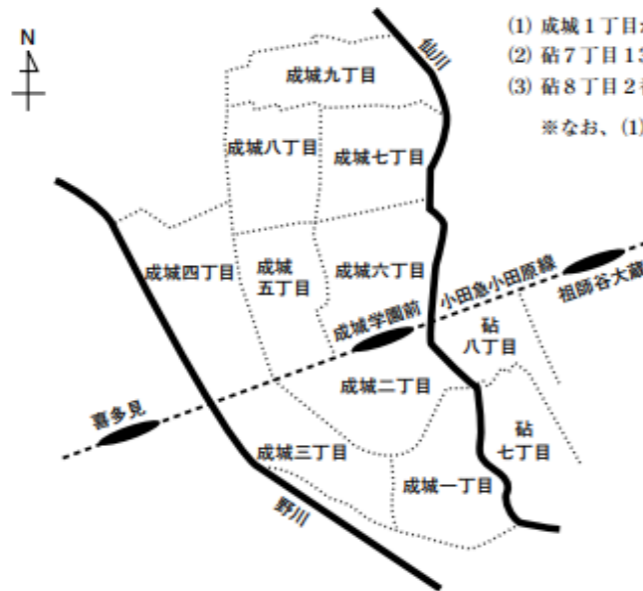 N
(1) 成城1丁目
(2) 砧7丁目1
(3) 砧8丁目2
※なお、(1)
仙川
成城九丁目
成城八丁目
成城七丁目
成城四丁目
成城
五丁目
成城六丁目
小田急小田原線
祖師谷大蔵
成城学園前
砧
八丁目
成城二丁目
喜多見
成城三丁目
砧
七丁目
成城一丁目
野川